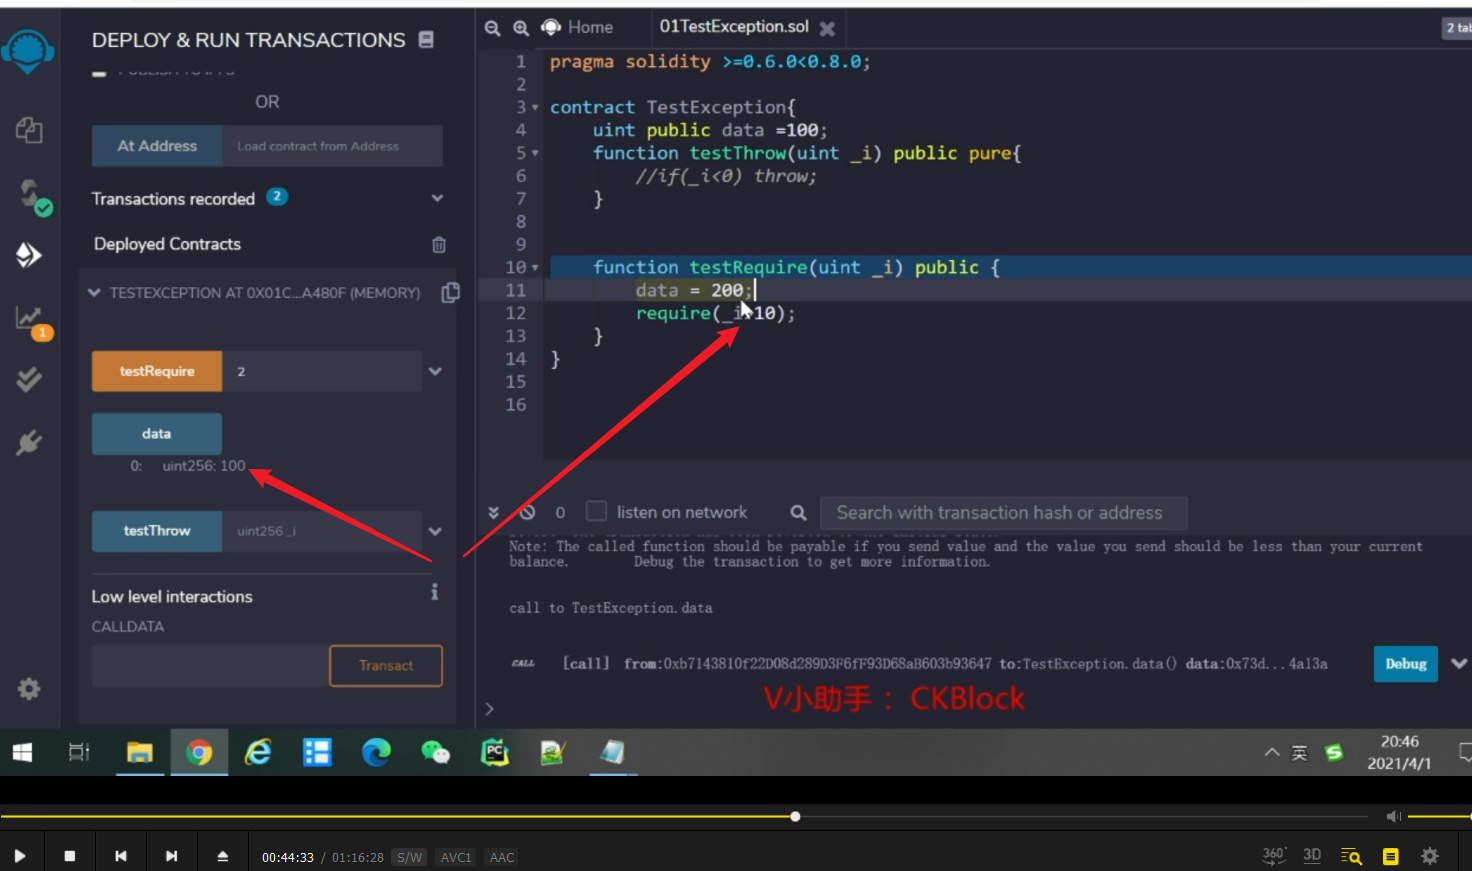 DEPLOY & RUN TRANSACTIONS
OR
At Address
Load contract from Address
Transactions recorded 2
Deployed Contracts
TESTEXCEPTION AT 0X01C...A480F (MEMORY)
1
testRequire 2
data
0: uint256: 100
testThrow uint256 _i
Low level interactions i
CALLDATA
Transact
Home
01TestException.sol
2 tab
1 pragma solidity >=0.6.0<0.8.0;
2
3 contract TestException{
4 uint public data =100;
5 function testThrow(uint _i) public pure{
6 //if(_i<0) throw;
7 }
8
9
10 function testRequire(uint _i) public {
11 data = 200;
12 require(_i 10);
13 }
14 }
15
16
0 listen on network Search with transaction hash or address
Note: The called function should be payable if you send value and the value you send should be less than your current
balance. Debug the transaction to get more information.
call to TestException.data
CALL [call] from:0xb7143810f22D08d289D3F6fF93D68aB603b93647 to:TestException.data() data:0x73d...4a13a Debug
V小助手： CKBlock
>
英
20:46
2021/4/1
00:44:33 / 01:16:28 S/W AVC1 AAC
360° 3D